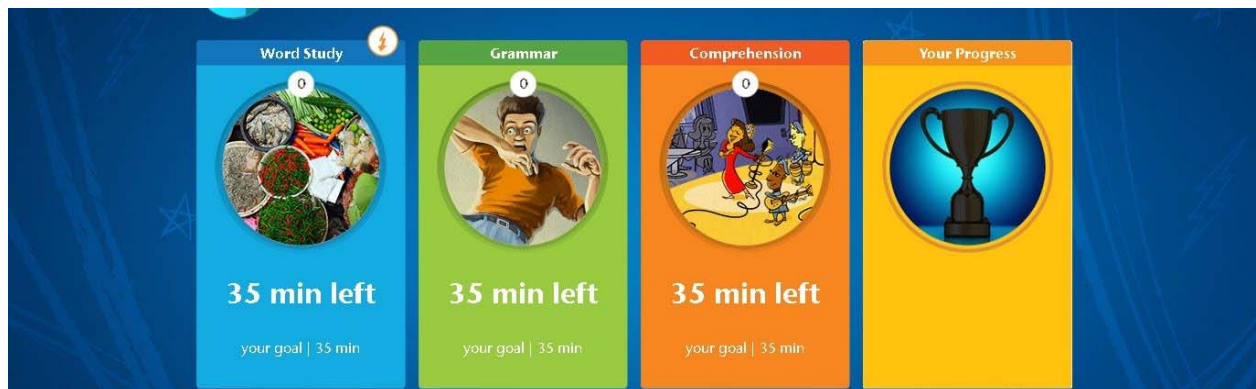 Word Study
0
35 min left
your goal | 35 min
Grammar
0
35 min left
your goal | 35 min
Comprehension
0
35 min left
your goal | 35 min
Your Progress